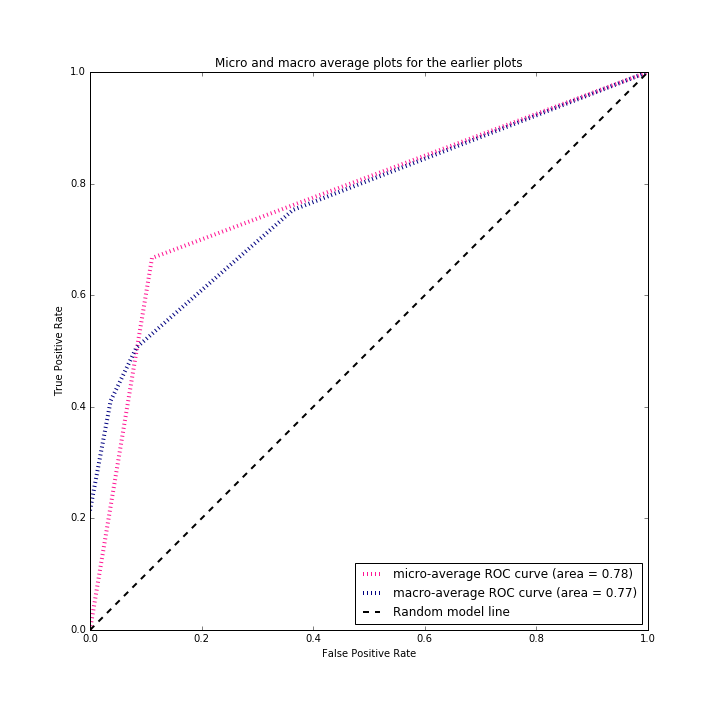 Micro and macro average plots for the earlier plots
1.0
0.8
0.6
0.4
0.2
0.0
True Positive Rate
micro-average ROC curve (area = 0.78)
macro-average ROC curve (area = 0.77)
Random model line
0.0 0.2 0.4 0.6 0.8 1.0
False Positive Rate